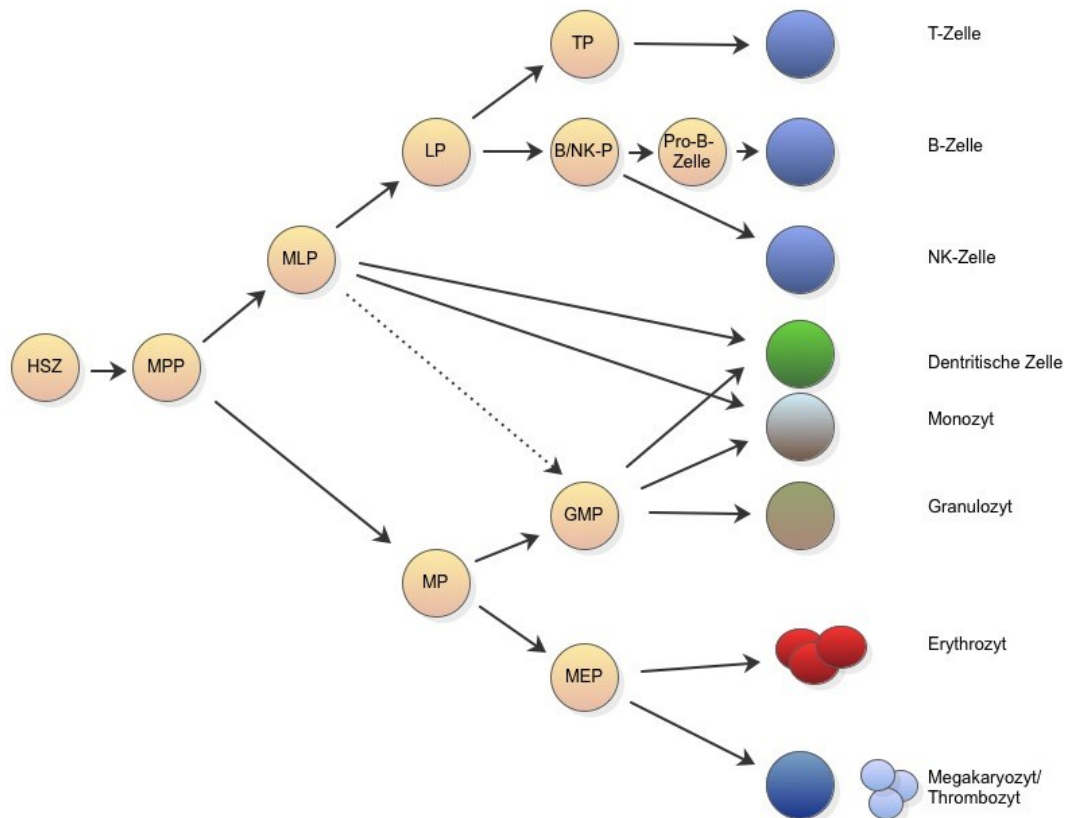 TP
T-Zelle
LP
B/NK-P
Pro-B-
Zelle
B-Zelle
MLP
NK-Zelle
HSZ
MPP
Dentritische Zelle
Monozyt
GMP
Granulozyt
MP
MEP
Erythrozyt
Megakaryozyt/
Thrombozyt